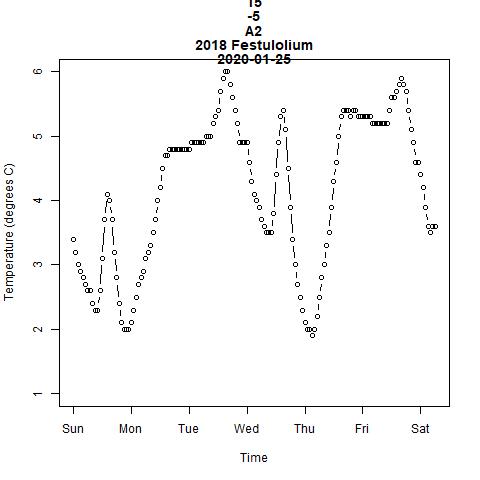 15
-5
A2
2018 Festulolium
2020-01-25
Temperature (degrees C)
6
5
4
3
2
1
Sun Mon Tue Wed Thu Fri Sat
Time